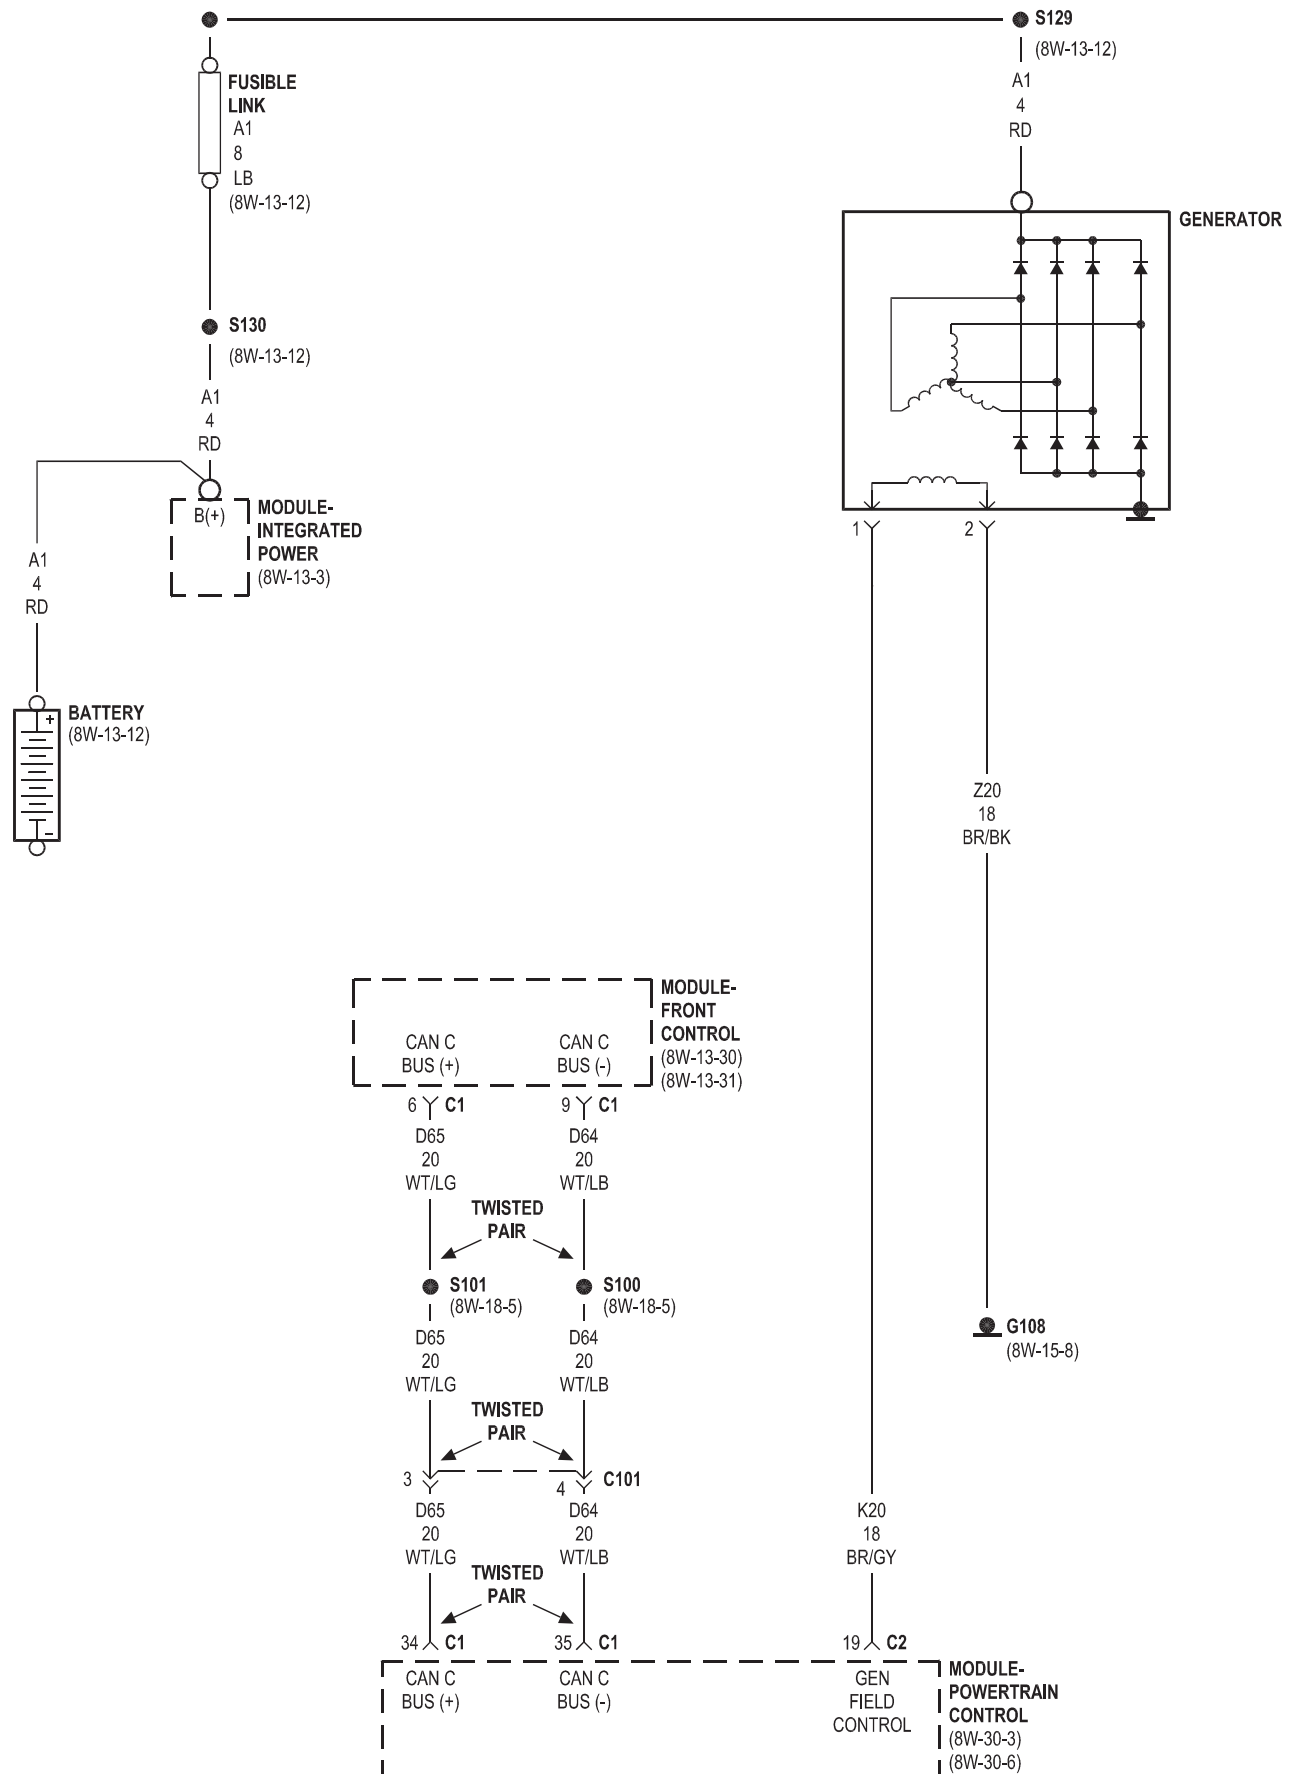 S129
(8W-13-12)
A1
4
RD
FUSIBLE
LINK
A1
8
LB
(8W-13-12)
GENERATOR
S130
(8W-13-12)
A1
4
RD
B(+)
MODULE-
INTEGRATED
POWER
(8W-13-3)
A1
4
RD
+
BATTERY
(8W-13-12)
-
1
2
Z20
18
BR/BK
G108
(8W-15-8)
MODULE-
FRONT
CONTROL
(8W-13-30)
(8W-13-31)
CAN C
BUS (+)
CAN C
BUS (-)
6
C1
9
C1
D65
20
WT/LG
D64
20
WT/LB
TWISTED
PAIR
S101
(8W-18-5)
S100
(8W-18-5)
D65
20
WT/LG
D64
20
WT/LB
TWISTED
PAIR
3
4
C101
D65
20
WT/LG
D64
20
WT/LB
K20
18
BR/GY
TWISTED
PAIR
34
C1
35
C1
19
C2
CAN C
BUS (+)
CAN C
BUS (-)
GEN
FIELD
CONTROL
MODULE-
POWERTRAIN
CONTROL
(8W-30-3)
(8W-30-6)